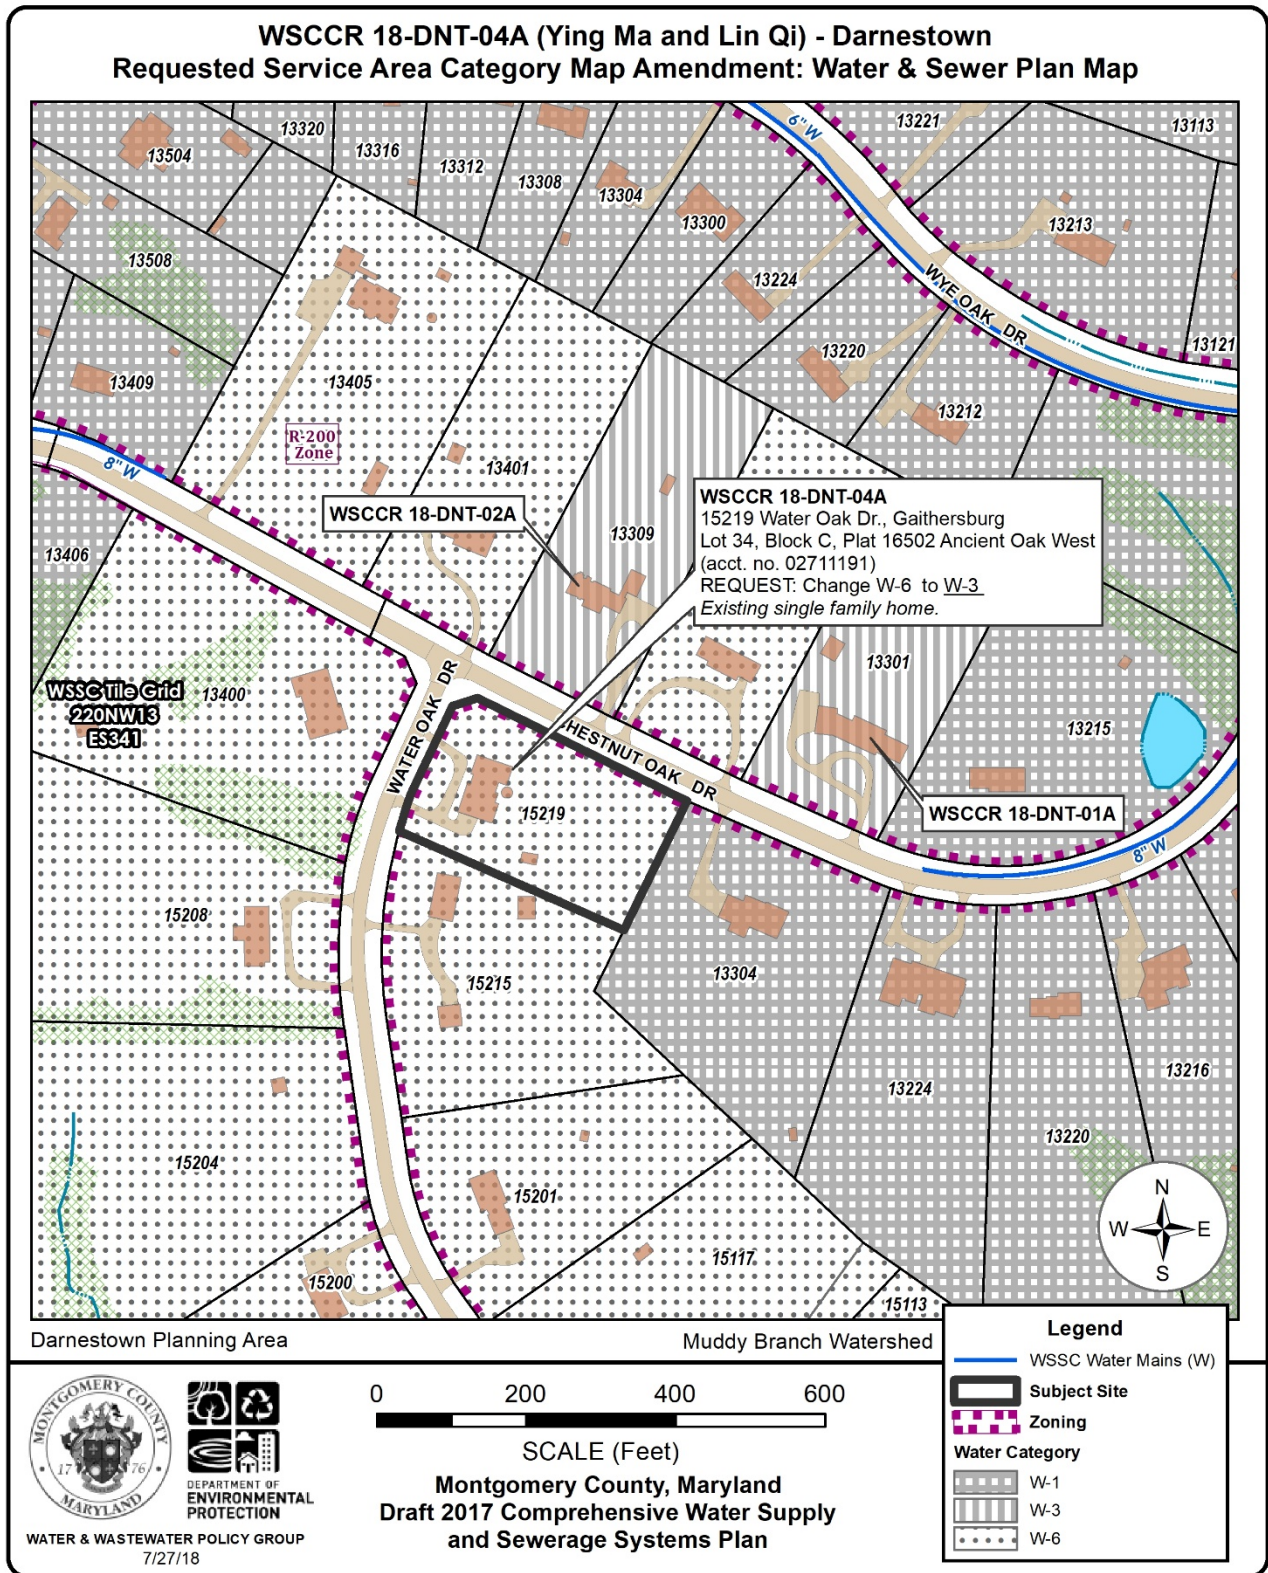 WSCCR 18-DNT-04A (Ying Ma and Lin Qi) - Darnestown
Requested Service Area Category Map Amendment: Water & Sewer Plan Map
13504
13320
13316
13312
13308
13304
13300
13224
13220
13212
6" W
WYE OAK DR
13221
13113
13213
13121
13508
13409
13405
R-200
Zone
13401
8" W
13406
WSCCR 18-DNT-02A
13309
WSCCR 18-DNT-04A
15219 Water Oak Dr., Gaithersburg
Lot 34, Block C, Plat 16502 Ancient Oak West
(acct. no. 02711191)
REQUEST: Change W-6 to W-3
Existing single family home.
13301
13215
WSSC Tile Grid
220NW13
ES341
13400
WATER OAK DR
CHESTNUT OAK DR
15219
WSCCR 18-DNT-01A
8" W
15208
15215
13304
13224
13220
13216
15204
15201
15200
15117
15113
N
W E
S
Darnestown Planning Area
Muddy Branch Watershed
Legend
WSSC Water Mains (W)
Subject Site
Zoning
Water Category
W-1
W-3
W-6
MONTGOMERY COUNTY
17 76
MARYLAND
DEPARTMENT OF
ENVIRONMENTAL
PROTECTION
WATER & WASTEWATER POLICY GROUP
7/27/18
0 200 400 600
SCALE (Feet)
Montgomery County, Maryland
Draft 2017 Comprehensive Water Supply
and Sewerage Systems Plan